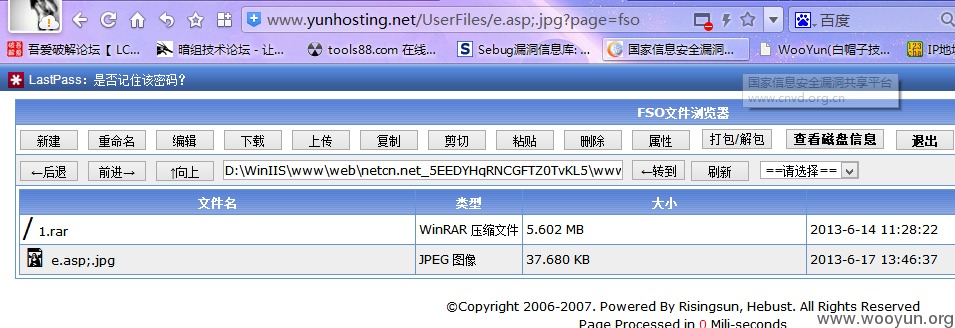 www.yunhosting.net/UserFiles/e.asp;.jpg?page=fso 百度
吾爱破解论坛【 LC... 暗组技术论坛 - 让... tools88.com 在线... Sebug漏洞信息库: ... 国家信息安全漏洞... WooYun(白帽子技... IP地
LastPass：是否记住该密码?
国家信息安全漏洞共享平台
www.cnvd.org.cn
FSO文件浏览器
新建 重命名 编辑 下载 上传 复制 剪切 粘贴 删除 属性 打包/解包 查看磁盘信息 退出
←后退 前进→ ↑向上 D:\WinIIS\www\web\netcn.net_5EEDYHqRNCGFTZ0TvKL5\www ←转到 刷新 ==请选择==
文件名 类型 大小
/ 1.rar WinRAR 压缩文件 5.602 MB 2013-6-14 11:28:22
e.asp;.jpg JPEG 图像 37.680 KB 2013-6-17 13:46:37
©Copyright 2006-2007. Powered By Risingsun, Hebust. All Rights Reserved
Page Processed in 0 Mili-seconds
www.wooyun.org